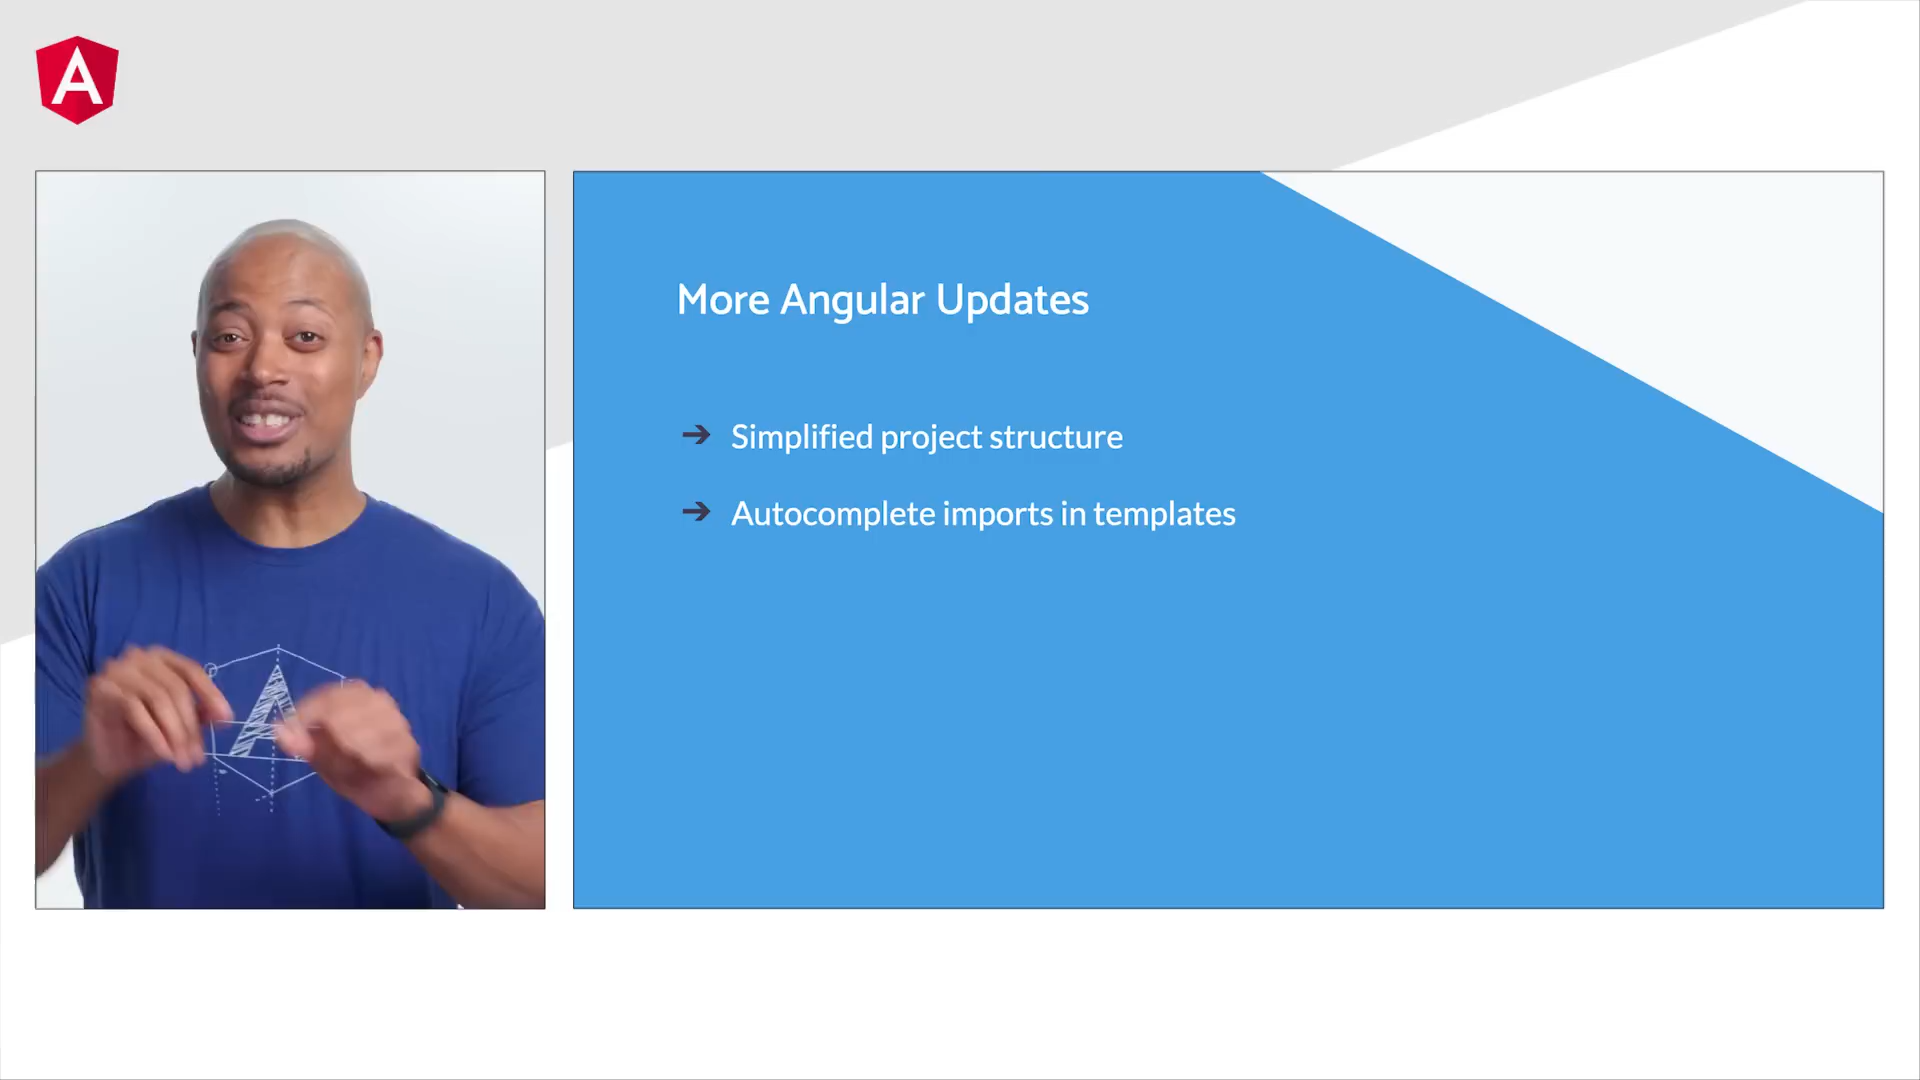 A
More Angular Updates
Simplified project structure
Autocomplete imports in templates
A